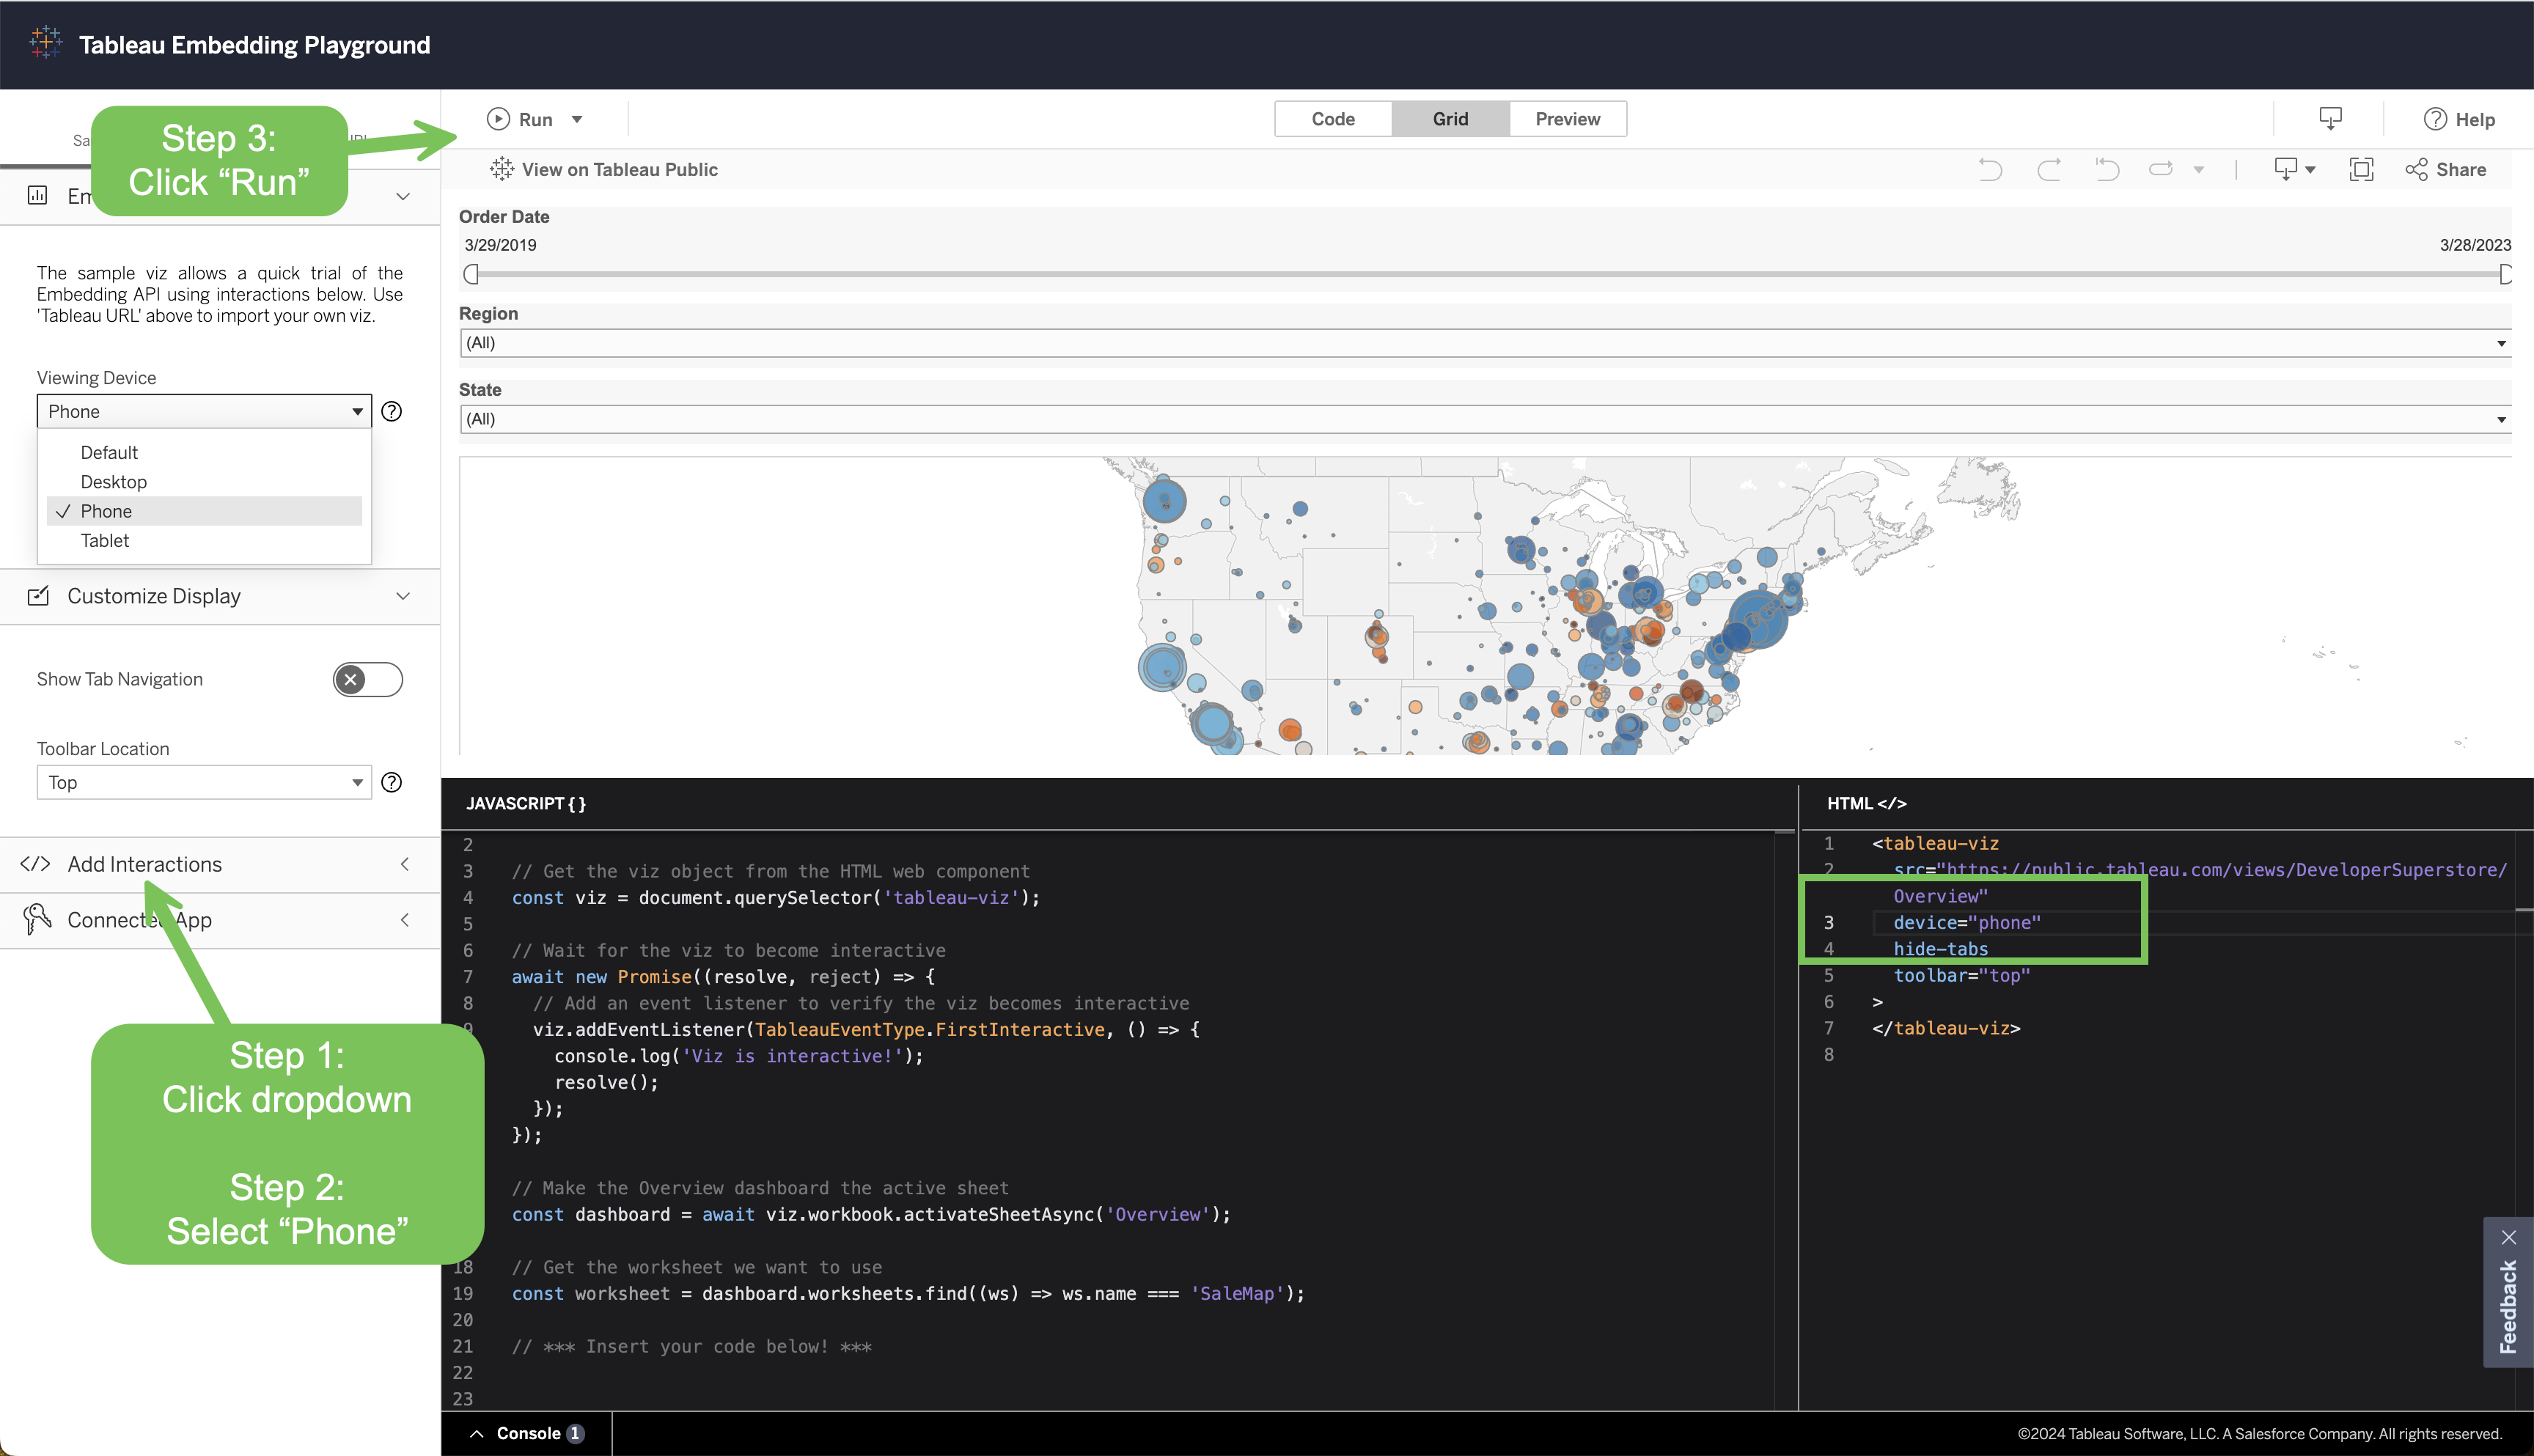 Tableau Embedding Playground
Step 3:
Click “Run”
Run
Code
Grid
Preview
Help
View on Tableau Public
Share
The sample viz allows a quick trial of the
Embedding API using interactions below. Use
'Tableau URL' above to import your own viz.
Viewing Device
Phone
Default
Desktop
Phone
Tablet
Customize Display
Show Tab Navigation
Toolbar Location
Top
Add Interactions
Connected App
Step 1:
Click dropdown
Step 2:
Select “Phone”
Order Date
3/29/2019
3/28/2023
Region
(All)
State
(All)
JAVASCRIPT { }
2
3 // Get the viz object from the HTML web component
4 const viz = document.querySelector('tableau-viz');
5
6 // Wait for the viz to become interactive
7 await new Promise((resolve, reject) => {
8 // Add an event listener to verify the viz becomes interactive
9 viz.addEventListener(TableauEventType.FirstInteractive, () => {
console.log('Viz is interactive!');
resolve();
});
});
// Make the Overview dashboard the active sheet
const dashboard = await viz.workbook.activateSheetAsync('Overview');
18 // Get the worksheet we want to use
19 const worksheet = dashboard.worksheets.find((ws) => ws.name === 'SaleMap');
20
21 // *** Insert your code below! ***
22
23
HTML </>
1 <tableau-viz
2 src="https://public.tableau.com/views/DeveloperSuperstore/
Overview"
3 device="phone"
4 hide-tabs
5 toolbar="top"
6 >
7 </tableau-viz>
8
Feedback
Console 1
©2024 Tableau Software, LLC. A Salesforce Company. All rights reserved.